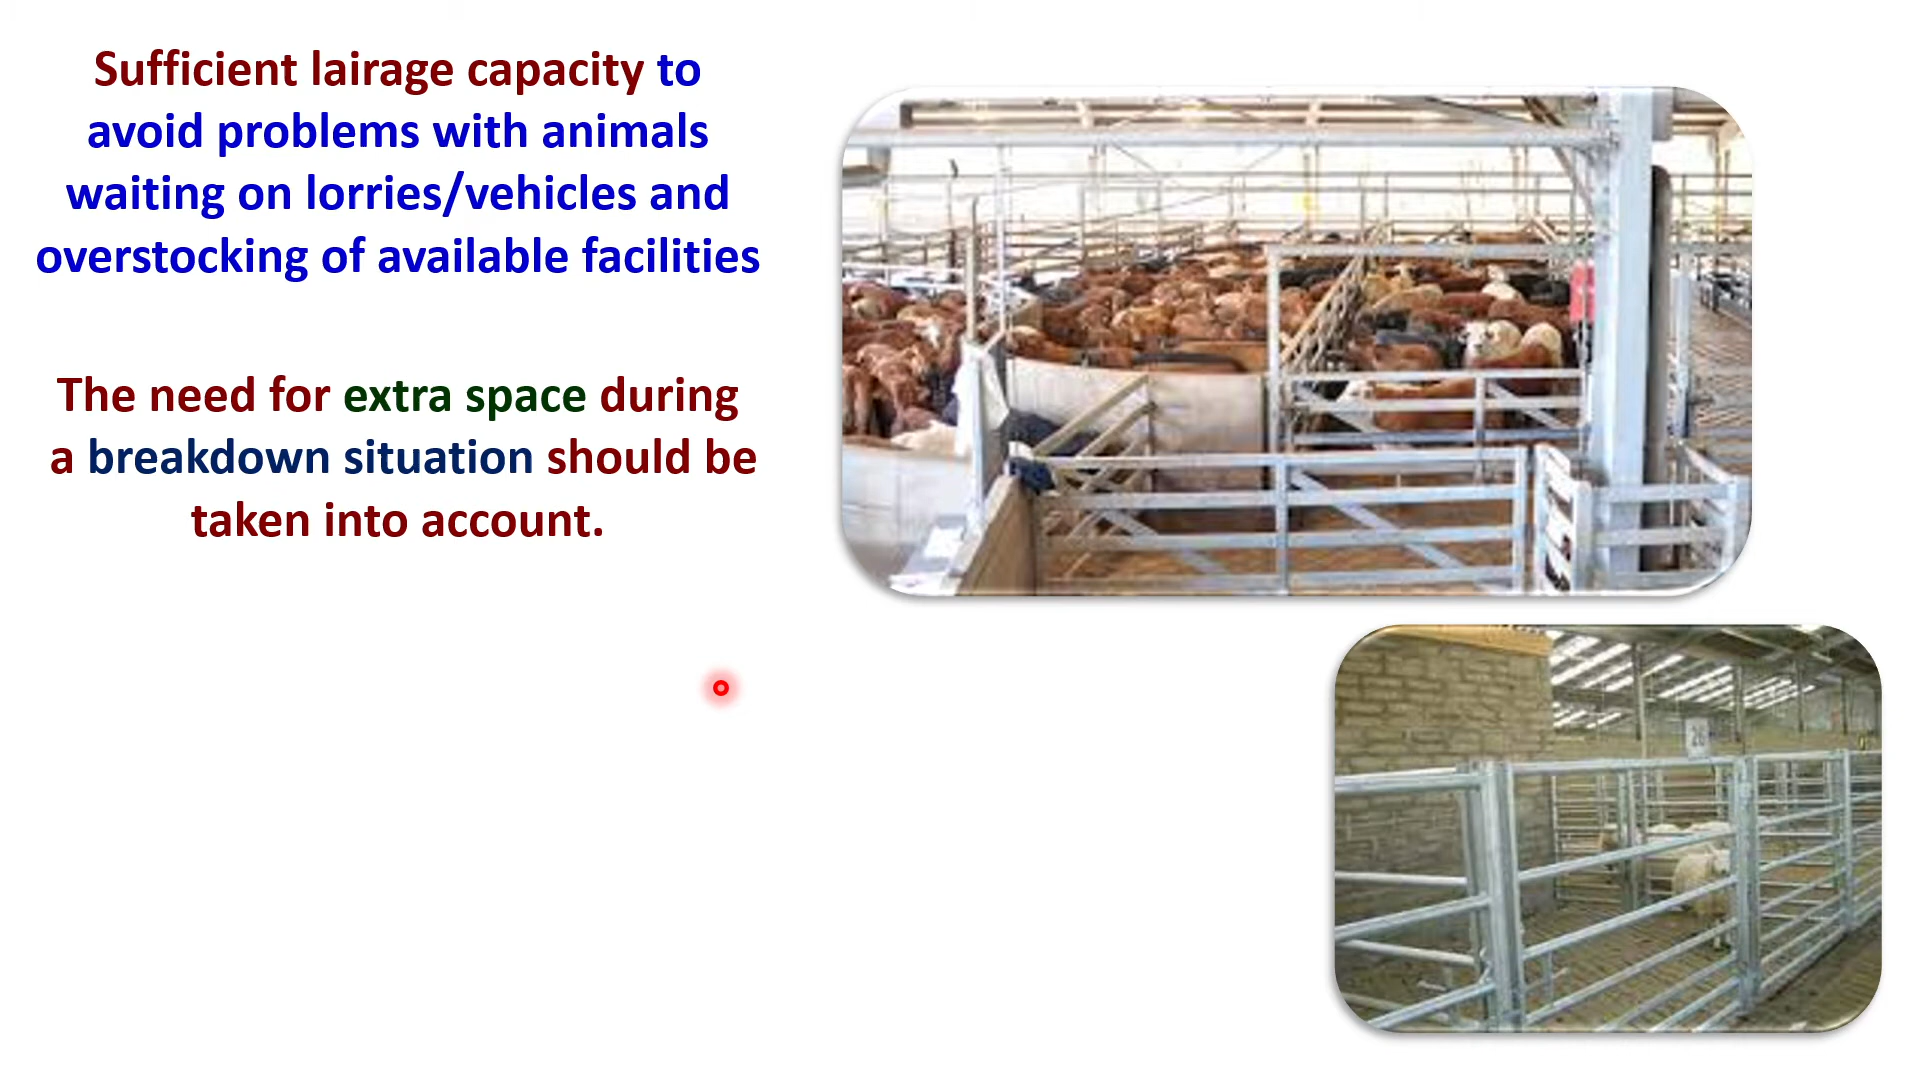 Sufficient lairage capacity to
avoid problems with animals
waiting on lorries/vehicles and
overstocking of available facilities
The need for extra space during
a breakdown situation should be
taken into account.
26